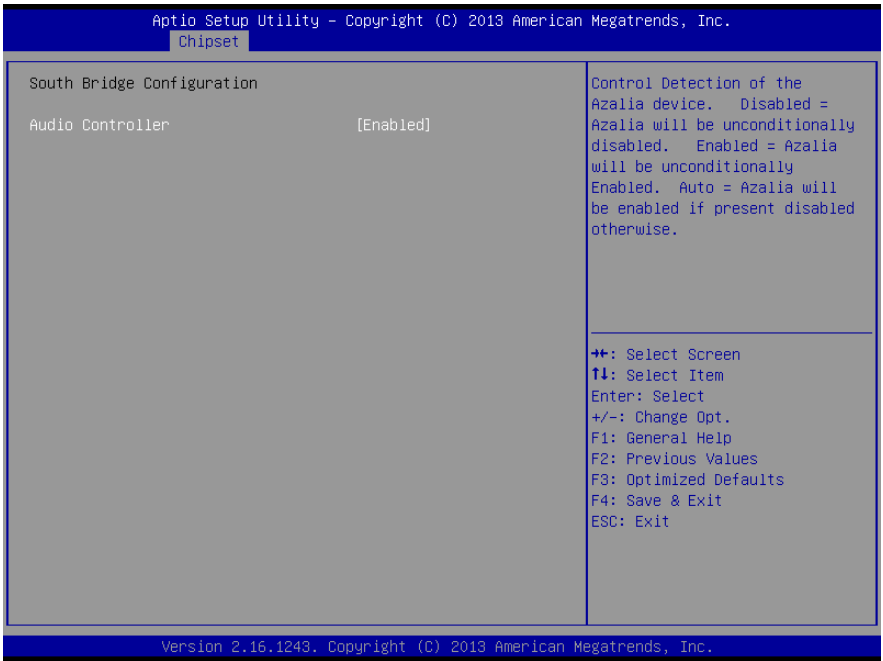 Aptio Setup Utility – Copyright (C) 2013 American Megatrends, Inc.
Chipset
South Bridge Configuration
Audio Controller [Enabled]
Control Detection of the
Azalia device. Disabled =
Azalia will be unconditionally
disabled. Enabled = Azalia
will be unconditionally
Enabled. Auto = Azalia will
be enabled if present disabled
otherwise.
→←: Select Screen
↑↓: Select Item
Enter: Select
+/-: Change Opt.
F1: General Help
F2: Previous Values
F3: Optimized Defaults
F4: Save & Exit
ESC: Exit
Version 2.16.1243. Copyright (C) 2013 American Megatrends, Inc.